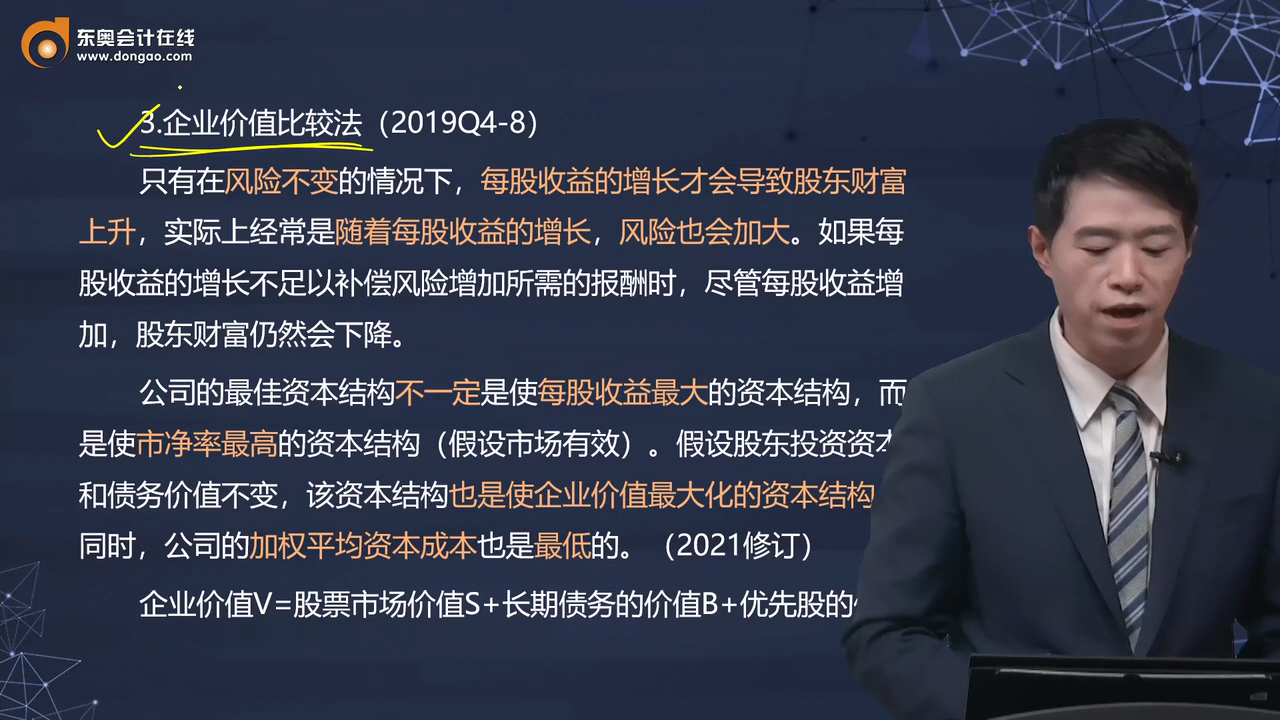 东奥会计在线
www.dongao.com
3.企业价值比较法（2019Q4-8）
只有在风险不变的情况下，每股收益的增长才会导致股东财富
上升，实际上经常是随着每股收益的增长，风险也会加大。如果每
股收益的增长不足以补偿风险增加所需的报酬时，尽管每股收益增
加，股东财富仍然会下降。
公司的最佳资本结构不一定是使每股收益最大的资本结构，而
是使市净率最高的资本结构（假设市场有效）。假设股东投资资本
和债务价值不变，该资本结构也是使企业价值最大化的资本结构
同时，公司的加权平均资本成本也是最低的。（2021修订）
企业价值V=股票市场价值S+长期债务的价值B+优先股的